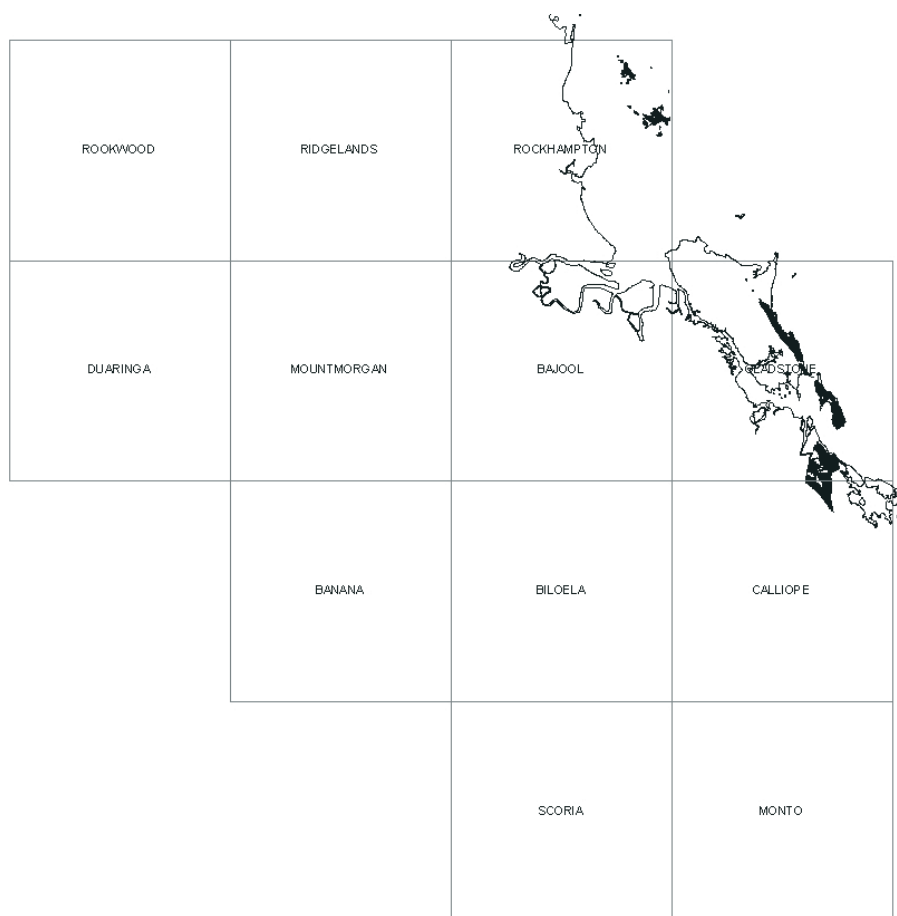 ROOKWOOD
RIDGELANDS
ROCKHAMPTON
DUARINGA
MOUNTMORGAN
BAJOOL
GLADSTONE
BANANA
BILOELA
CALLIOPE
SCORIA
MONTO